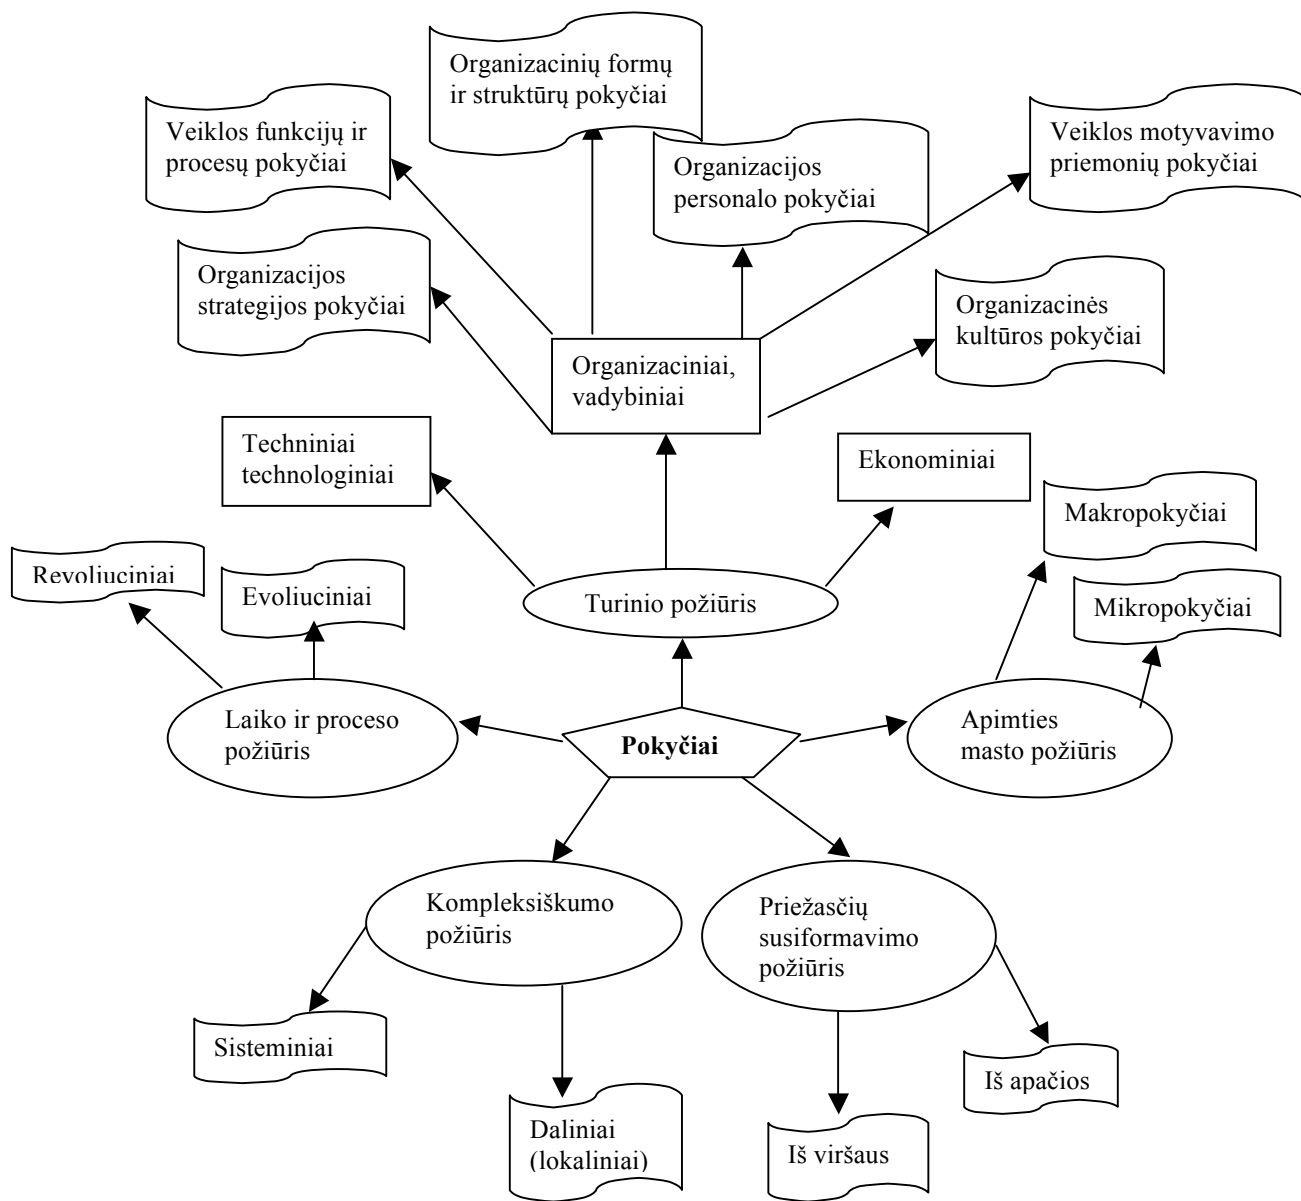 Organizacinių formų
ir struktūrų pokyčiai
Veiklos funkcijų ir
procesų pokyčiai
Veiklos motyvavimo
priemonių pokyčiai
Organizacijos
personalo pokyčiai
Organizacijos
strategijos pokyčiai
Organizacinės
kultūros pokyčiai
Organizaciniai,
vadybiniai
Techniniai
technologiniai
Ekonominiai
Makropokyčiai
Revoliuciniai
Evoliuciniai
Turinio požiūris
Mikropokyčiai
Laiko ir proceso
požiūris
Pokyčiai
Apimties
masto požiūris
Kompleksiškumo
požiūris
Priežasčių
susiformavimo
požiūris
Sisteminiai
Iš apačios
Daliniai
(lokaliniai)
Iš viršaus